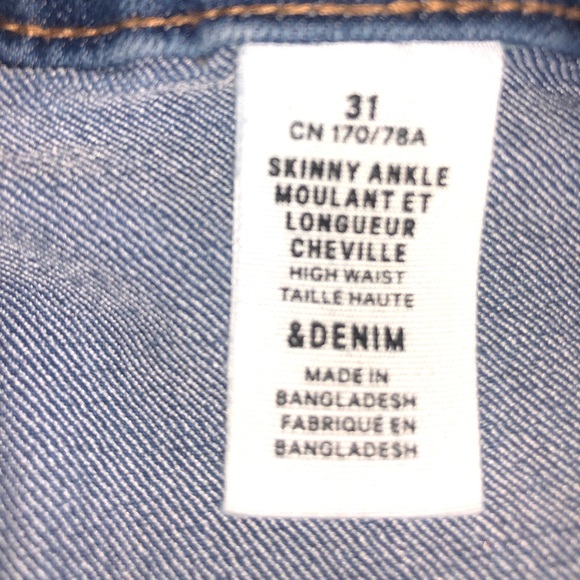 31
CN 170/78A
SKINNY ANKLE
MOULANT ET
LONGUEUR
CHEVILLE
HIGH WAIST
TAILLE HAUTE
&DENIM
MADE IN
BANGLADESH
FABRIQUE EN
BANGLADESH